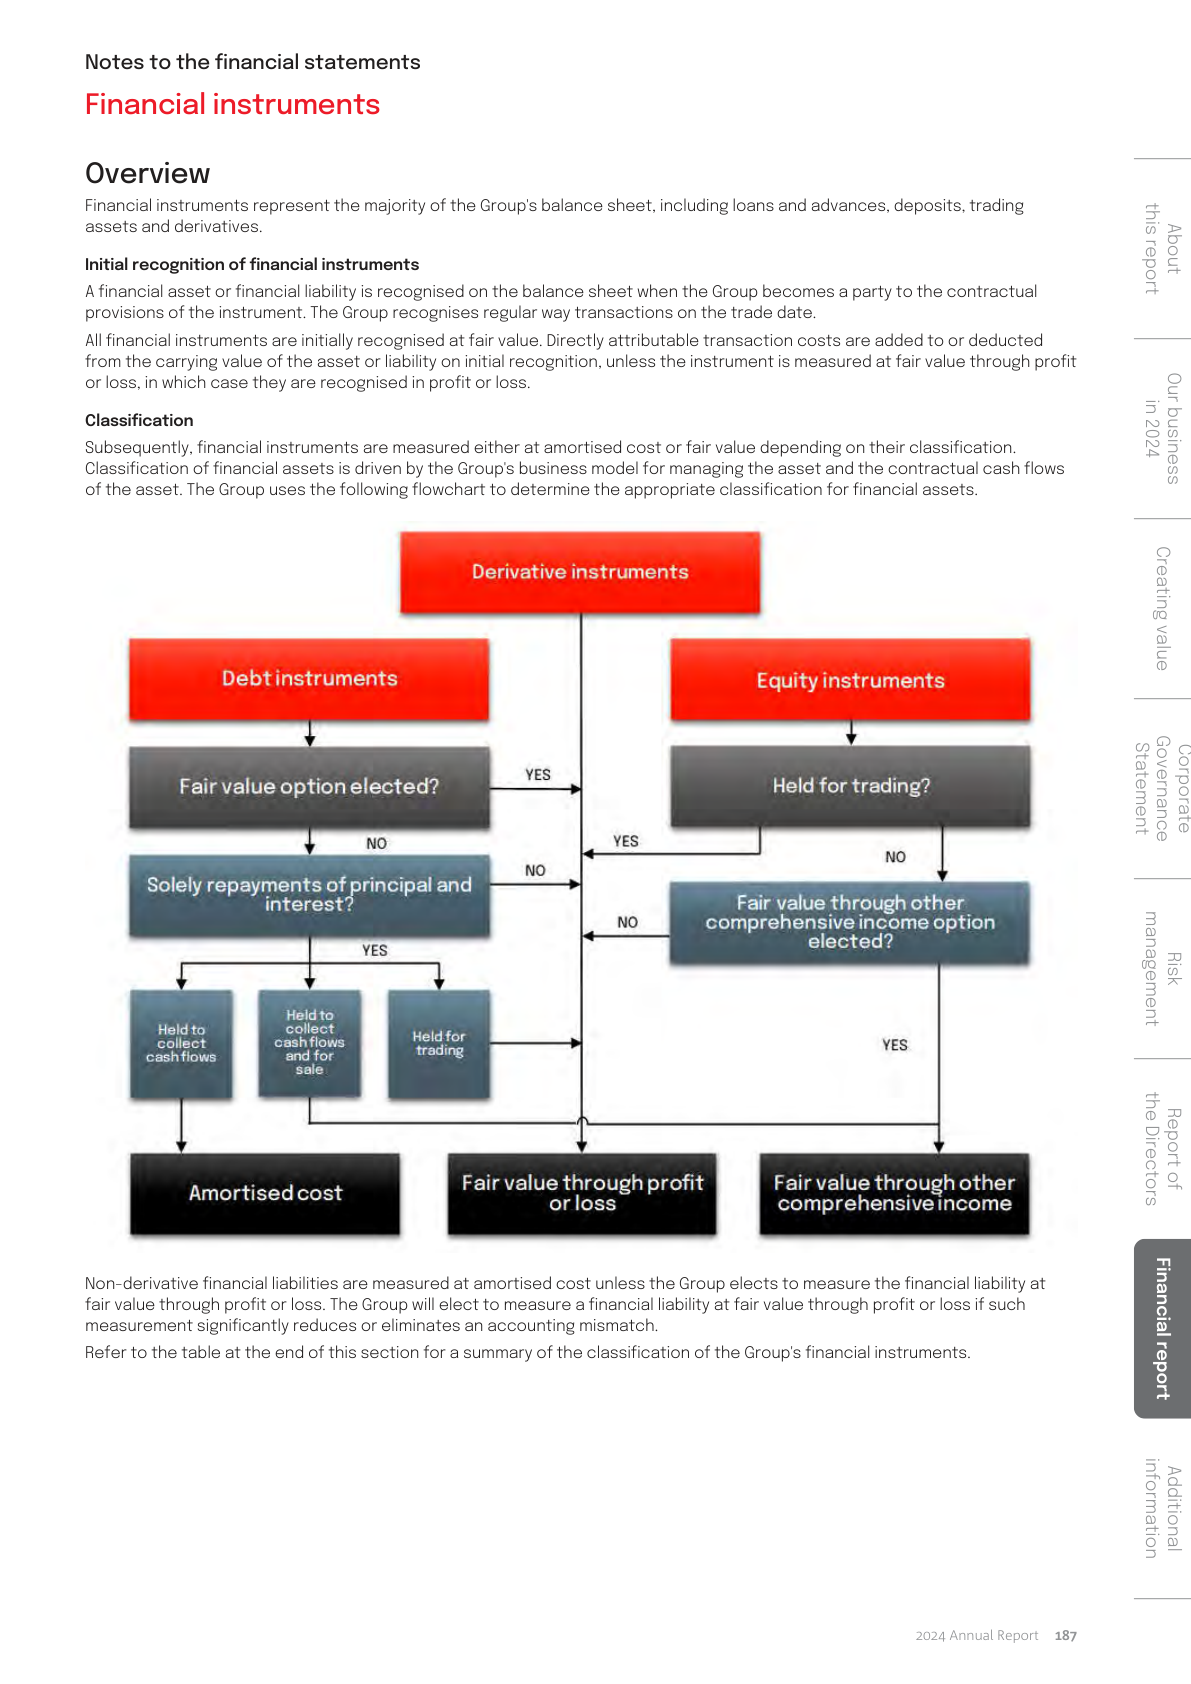 Notes to the financial statements
Financial instruments
Overview
Financial instruments represent the majority of the Group's balance sheet, including loans and advances, deposits, trading
assets and derivatives.
Initial recognition of financial instruments
A financial asset or financial liability is recognised on the balance sheet when the Group becomes a party to the contractual
provisions of the instrument. The Group recognises regular way transactions on the trade date.
All financial instruments are initially recognised at fair value. Directly attributable transaction costs are added to or deducted
from the carrying value of the asset or liability on initial recognition, unless the instrument is measured at fair value through profit
or loss, in which case they are recognised in profit or loss.
Classification
Subsequently, financial instruments are measured either at amortised cost or fair value depending on their classification.
Classification of financial assets is driven by the Group's business model for managing the asset and the contractual cash flows
of the asset. The Group uses the following flowchart to determine the appropriate classification for financial assets.
Derivative instruments
Debt instruments
Equity instruments
Fair value option elected?
YES
Held for trading?
NO
YES
NO
Solely repayments of principal and
interest?
NO
Fair value through other
comprehensive income option
elected?
NO
YES
Held to
collect
cash flows
Held to
collect
cash flows
and for
sale
Held for
trading
YES
Amortised cost
Fair value through profit
or loss
Fair value through other
comprehensive income
Non-derivative financial liabilities are measured at amortised cost unless the Group elects to measure the financial liability at
fair value through profit or loss. The Group will elect to measure a financial liability at fair value through profit or loss if such
measurement significantly reduces or eliminates an accounting mismatch.
Refer to the table at the end of this section for a summary of the classification of the Group's financial instruments.
About
this report
Our business
in 2024
Creating value
Corporate
Governance
Statement
Risk
management
Report of
the Directors
Financial report
Additional
information
2024 Annual Report 187